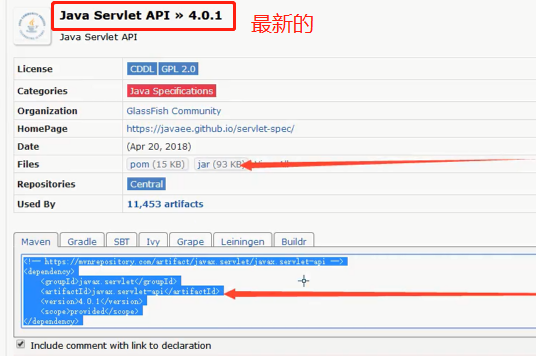 Java Servlet API » 4.0.1
最新的
Java Servlet API
License
CDDL GPL 2.0
Categories
Java Specifications
Organization
GlassFish Community
HomePage
https://javaee.github.io/servlet-spec/
Date
(Apr 20, 2018)
Files
pom (15 KB) jar (93 KB)
Repositories
Central
Used By
11,453 artifacts
Maven Gradle SBT Ivy Grape Leiningen Buildr
<!-- https://mvnrepository.com/artifact/javax.servlet/javax.servlet-api -->
<dependency>
<groupId>javax.servlet</groupId>
<artifactId>javax.servlet-api</artifactId>
<version>4.0.1</version>
<scope>provided</scope>
</dependency>
Include comment with link to declaration